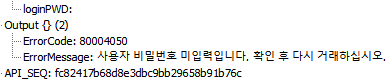 loginPWD:
Output {} (2)
ErrorCode: 80004050
ErrorMessage: 사용자 비밀번호 미입력입니다. 확인 후 다시 거래하십시오.
API_SEQ: fc82417b68d8e3dbc9bb29658b91b76c